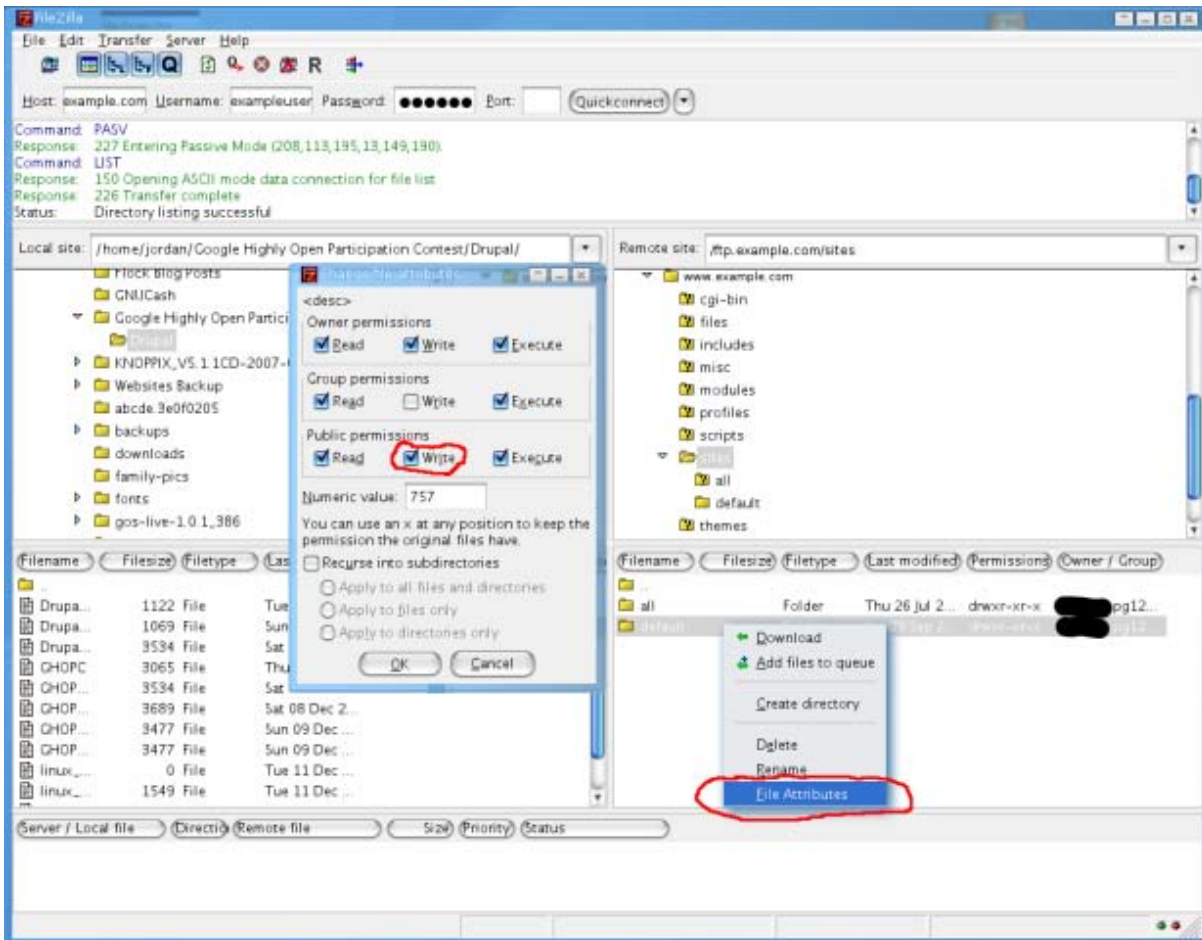 FileZilla
File Edit Transfer Server Help
Host: example.com Username: exampleuser Password: ●●●●●● Port: Quickconnect
Command: PASV
Response: 227 Entering Passive Mode (208,113,195,13,149,190).
Command: LIST
Response: 150 Opening ASCII mode data connection for file list
Response: 226 Transfer complete
Status: Directory listing successful
Local site: /home/jordan/Google Highly Open Participation Contest/Drupal/
Flock Blog Posts
GNUCash
Google Highly Open Partici
Drupal
KNOPPIX_V5.1.1CD-2007-
Websites Backup
abcde.3e0f0205
backups
downloads
family-pics
fonts
gos-live-1.0.1_386
Change file attributes
<desc>
Owner permissions
Read Write Execute
Group permissions
Read Write Execute
Public permissions
Read Write Execute
Numeric value: 757
You can use an x at any position to keep the
permission the original files have.
Recurse into subdirectories
Apply to all files and directories
Apply to files only
Apply to directories only
OK Cancel
Remote site: /ftp.example.com/sites
www.example.com
cgi-bin
files
includes
misc
modules
profiles
scripts
sites
all
default
themes
Filename Filesize Filetype Las
..
Drupa... 1122 File Tue
Drupa... 1069 File Sun
Drupa... 3534 File Sat
GHOPC 3065 File Thu
GHOP... 3534 File Sat
GHOP... 3689 File Sat 08 Dec 2...
GHOP... 3477 File Sun 09 Dec ...
GHOP... 3477 File Sun 09 Dec ...
linux_... 0 File Tue 11 Dec ...
linux_... 1549 File Tue 11 Dec ...
Filename Filesize Filetype Last modified Permissions Owner / Group
..
all Folder Thu 26 Jul 2... drwxr-xr-x pg12...
default
Download
Add files to queue
Create directory
Delete
Rename
File Attributes
Server / Local file Directio Remote file Size Priority Status